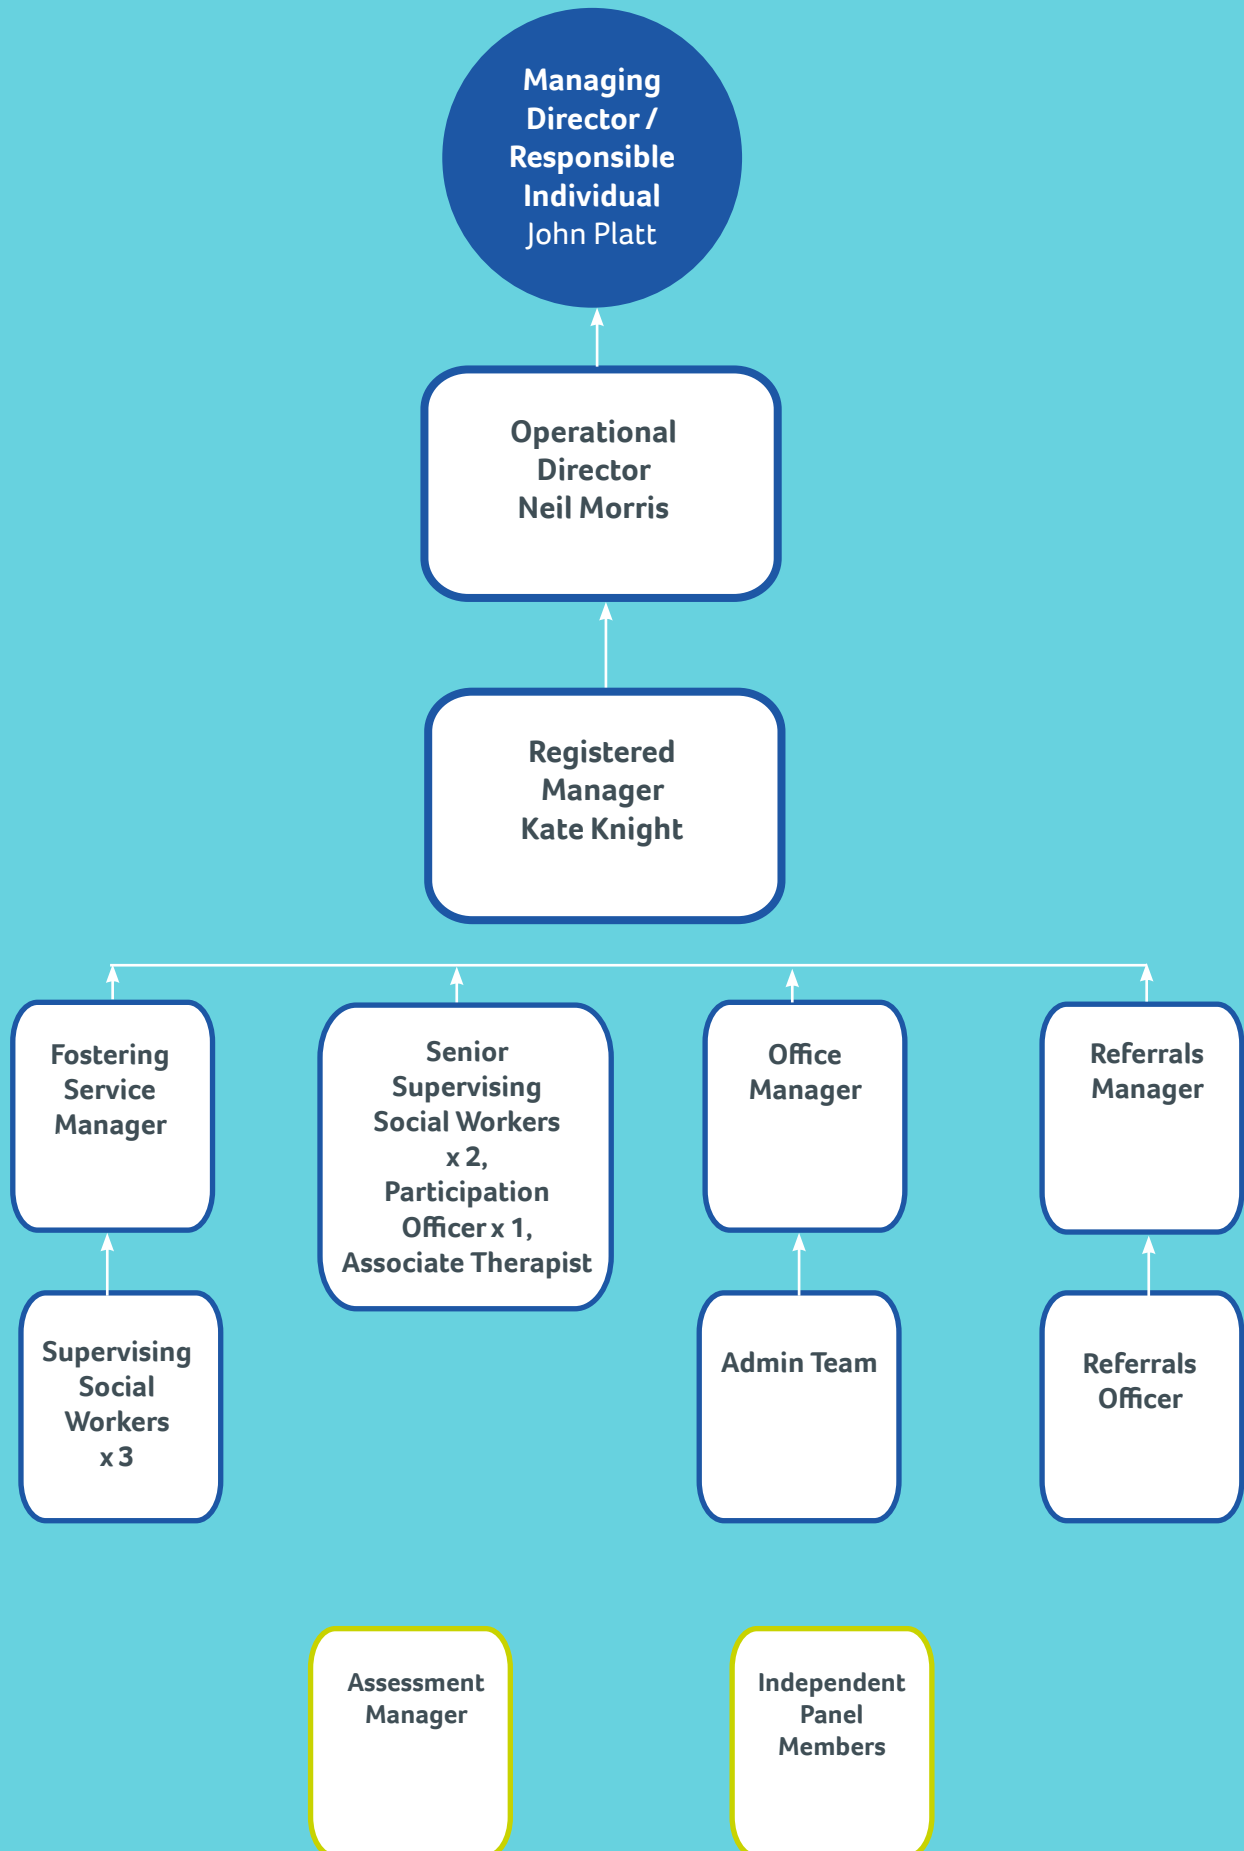 Managing
Director /
Responsible
Individual
John Platt
Operational
Director
Neil Morris
Registered
Manager
Kate Knight
Fostering
Service
Manager
Senior
Supervising
Social Workers
x 2,
Participation
Officer x 1,
Associate Therapist
Office
Manager
Referrals
Manager
Supervising
Social
Workers
x 3
Admin Team
Referrals
Officer
Assessment
Manager
Independent
Panel
Members